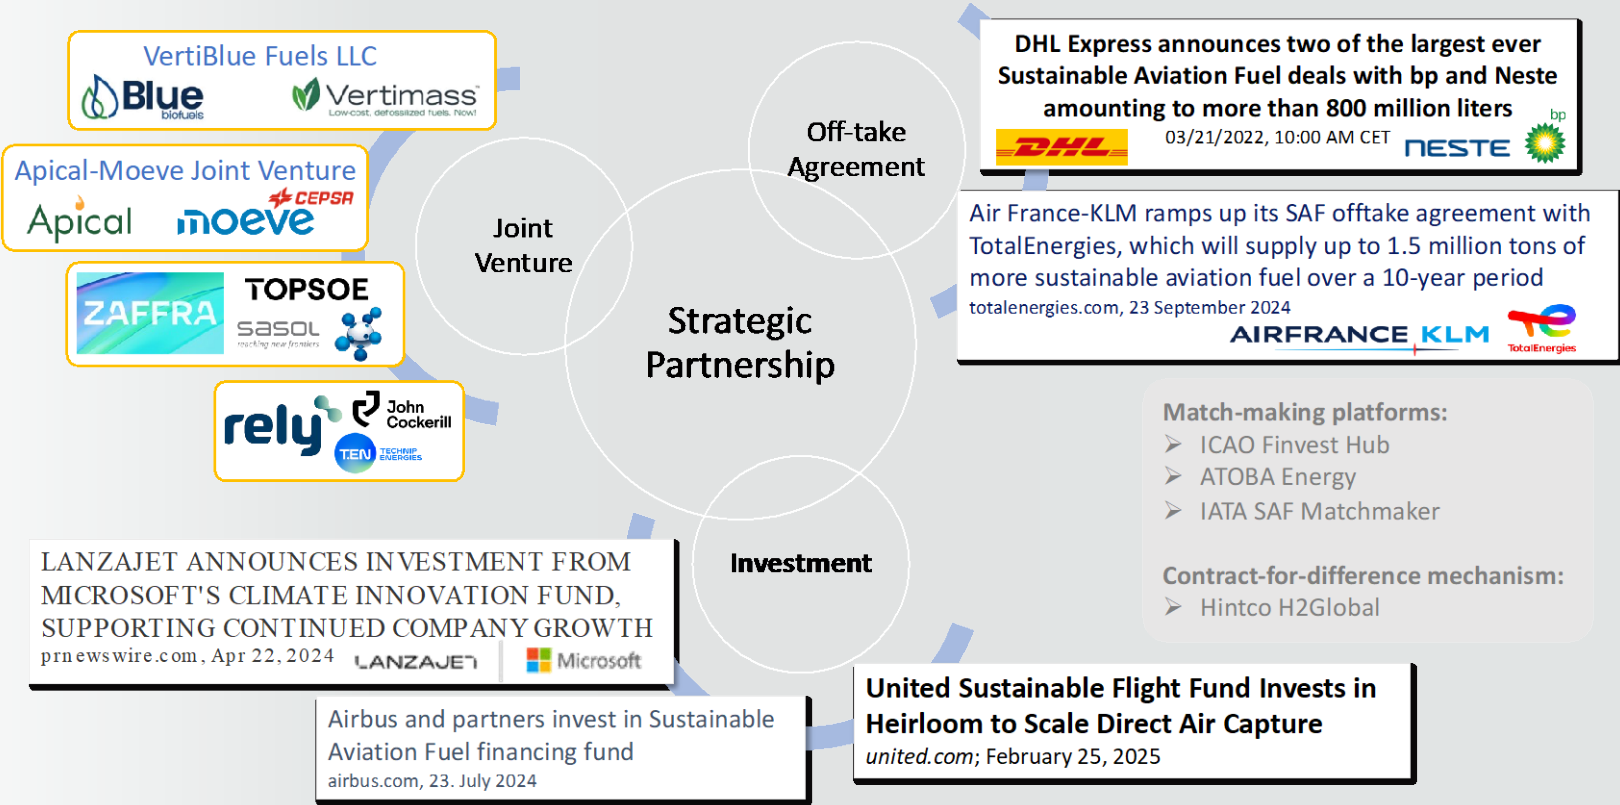 VertiBlue Fuels LLC
Blue
biofuels
Vertimass™
Low-cost, defossilized fuels. Now!
Apical-Moeve Joint Venture
Apical
moeve
CEPSA
ZAFFRA
TOPSOE
sasol
reaching new frontiers
rely
John
Cockerill
T.EN
TECHNIP
ENERGIES
Joint
Venture
Off-take
Agreement
Strategic
Partnership
Investment
DHL Express announces two of the largest ever
Sustainable Aviation Fuel deals with bp and Neste
amounting to more than 800 million liters
03/21/2022, 10:00 AM CET
DHL
NESTE
bp
Air France-KLM ramps up its SAF offtake agreement with
TotalEnergies, which will supply up to 1.5 million tons of
more sustainable aviation fuel over a 10-year period
totalenergies.com, 23 September 2024
AIRFRANCE KLM
TotalEnergies
Match-making platforms:
➢ ICAO Finvest Hub
➢ ATOBA Energy
➢ IATA SAF Matchmaker
Contract-for-difference mechanism:
➢ Hintco H2Global
LANZAJET ANNOUNCES INVESTMENT FROM
MICROSOFT'S CLIMATE INNOVATION FUND,
SUPPORTING CONTINUED COMPANY GROWTH
prnewswire.com, Apr 22, 2024
LANZAJET
Microsoft
Airbus and partners invest in Sustainable
Aviation Fuel financing fund
airbus.com, 23. July 2024
United Sustainable Flight Fund Invests in
Heirloom to Scale Direct Air Capture
united.com; February 25, 2025